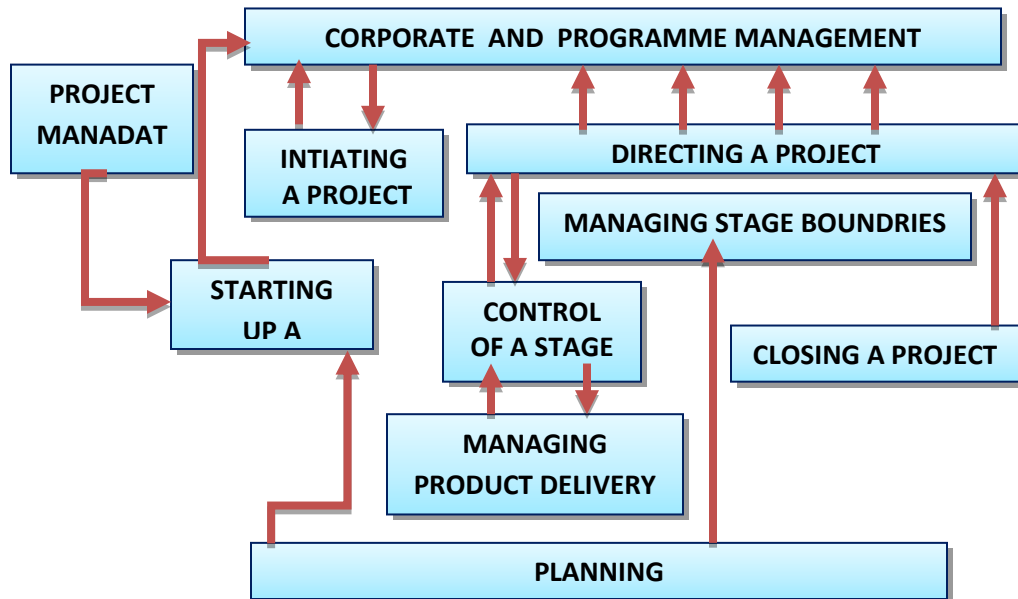 CORPORATE AND PROGRAMME MANAGEMENT
PROJECT
MANADAT
INTIATING
A PROJECT
DIRECTING A PROJECT
MANAGING STAGE BOUNDRIES
STARTING
UP A
CONTROL
OF A STAGE
CLOSING A PROJECT
MANAGING
PRODUCT DELIVERY
PLANNING